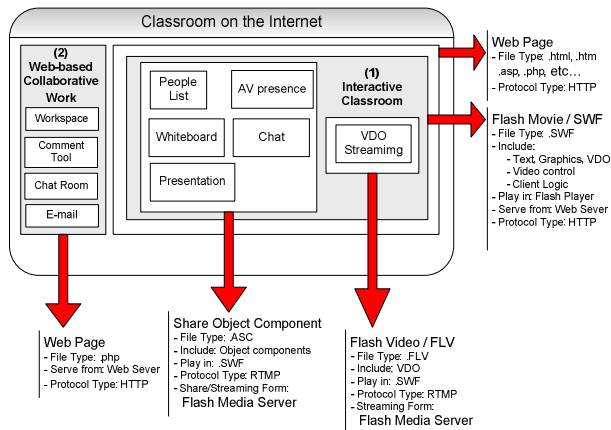 Classroom on the Internet
(2)
Web-based
Collaborative
Work
Workspace
Comment
Tool
Chat Room
E-mail
People
List
AV presence
Whiteboard
Chat
Presentation
(1)
Interactive
Classroom
VDO
Streamimg
Web Page
- File Type: .html, .htm
.asp, .php, etc...
- Protocol Type: HTTP
Flash Movie / SWF
- File Type: .SWF
- Include:
- Text, Graphics, VDO
- Video control
- Client Logic
- Play in: Flash Player
- Serve from: Web Sever
- Protocol Type: HTTP
Web Page
- File Type: .php
- Serve from: Web Sever
- Protocol Type: HTTP
Share Object Component
- File Type: .ASC
- Include: Object components
- Play in: .SWF
- Protocol Type: RTMP
- Share/Streaming Form:
Flash Media Server
Flash Video / FLV
- File Type: .FLV
- Include: VDO
- Play in: .SWF
- Protocol Type: RTMP
- Streaming Form:
Flash Media Server